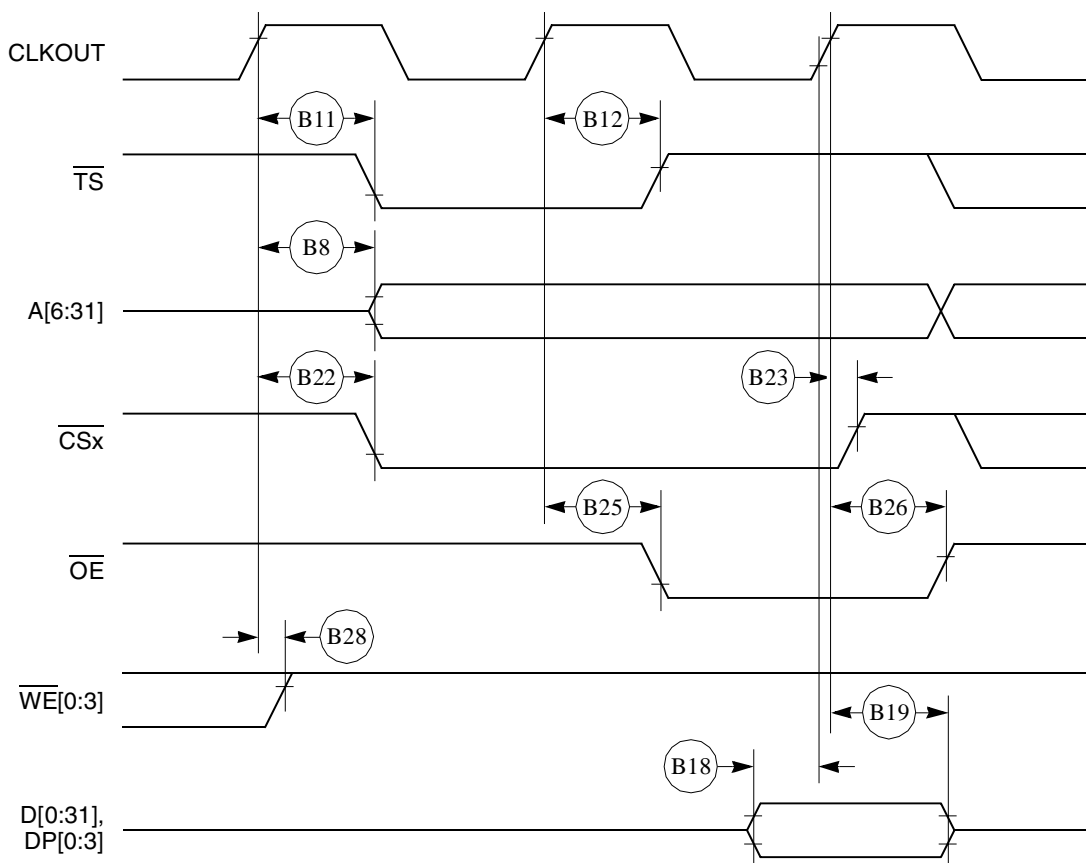 CLKOUT
B11
B12
TS
B8
A[6:31]
B22
B23
CSx
B25
B26
OE
B28
WE[0:3]
B19
B18
D[0:31],
DP[0:3]